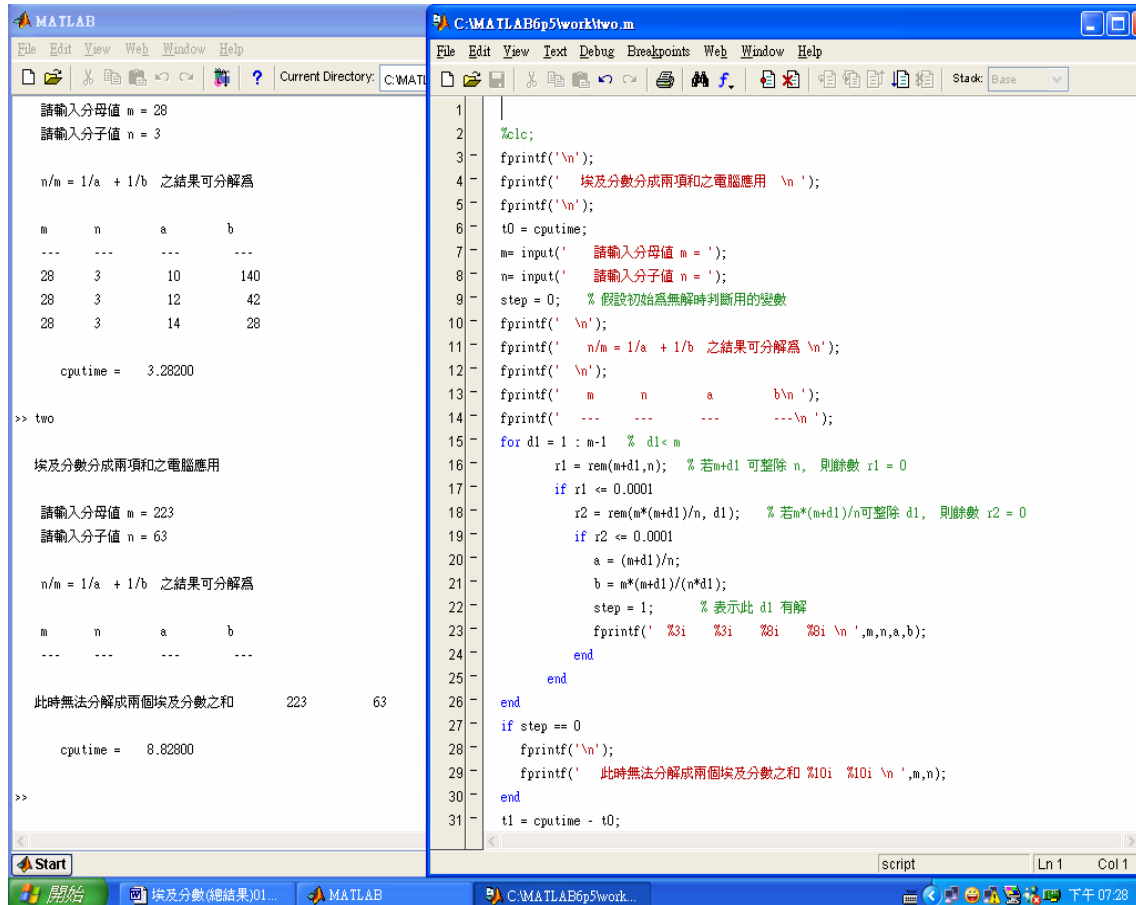 MATLAB
File Edit View Web Window Help
? Current Directory: C:\MATL
請輸入分母值 m = 28
請輸入分子值 n = 3
n/m = 1/a + 1/b 之結果可分解爲
m n a b
--- --- --- ---
28 3 10 140
28 3 12 42
28 3 14 28
cputime = 3.28200
>> two
埃及分數分成兩項和之電腦應用
請輸入分母值 m = 223
請輸入分子值 n = 63
n/m = 1/a + 1/b 之結果可分解爲
m n a b
--- --- --- ---
此時無法分解成兩個埃及分數之和 223 63
cputime = 8.82800
>>
Start
C:\MATLAB6p5\work\two.m
File Edit View Text Debug Breakpoints Web Window Help
Stack: Base
1
2 %clc;
3 - fprintf('\n');
4 - fprintf('   埃及分數分成兩項和之電腦應用  \n ');
5 - fprintf('\n');
6 - t0 = cputime;
7 - m= input('    請輸入分母值 m = ');
8 - n= input('    請輸入分子值 n = ');
9 - step = 0;   % 假設初始爲無解時判斷用的變數
10 - fprintf('  \n');
11 - fprintf('    n/m = 1/a  + 1/b  之結果可分解爲 \n');
12 - fprintf('  \n');
13 - fprintf('    m       n         a         b\n ');
14 - fprintf('   ---     ---       ---       ---\n ');
15 - for d1 = 1 : m-1   %  d1< m
16 - r1 = rem(m+d1,n);   % 若m+d1 可整除 n,  則餘數 r1 = 0
17 - if r1 <= 0.0001
18 - r2 = rem(m*(m+d1)/n, d1);    % 若m*(m+d1)/n可整除 d1,  則餘數 r2 = 0
19 - if r2 <= 0.0001
20 - a = (m+d1)/n;
21 - b = m*(m+d1)/(n*d1);
22 - step = 1;       % 表示此 d1 有解
23 - fprintf('  %3i    %3i    %8i    %8i \n ',m,n,a,b);
24 - end
25 - end
26 - end
27 - if step == 0
28 - fprintf('\n');
29 - fprintf('   此時無法分解成兩個埃及分數之和 %10i  %10i \n ',m,n);
30 - end
31 - t1 = cputime - t0;
script Ln 1 Col 1
開始 埃及分數(總結果)01... MATLAB C:\MATLAB6p5\work... 下午 07:28